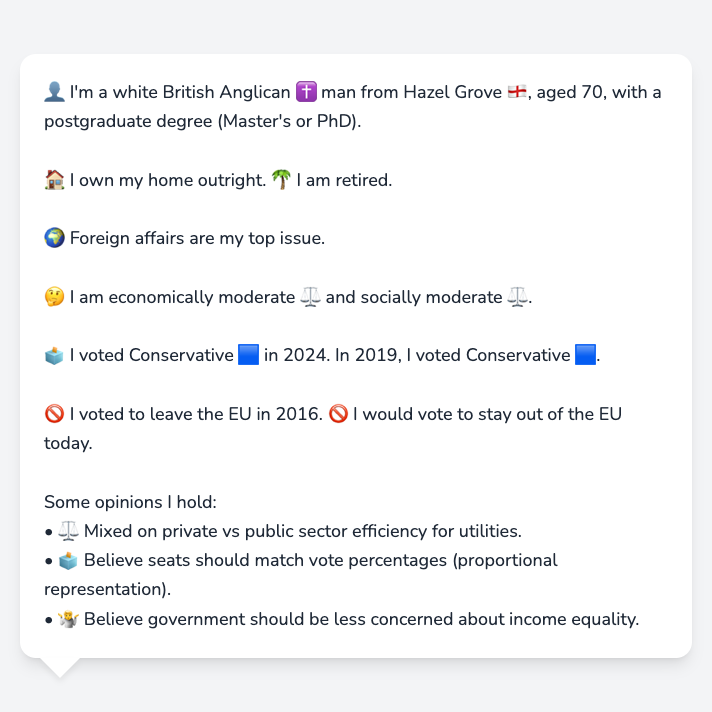 👤 I'm a white British Anglican ✝️ man from Hazel Grove 🏴󠁧󠁢󠁥󠁮󠁧󠁿, aged 70, with a
postgraduate degree (Master's or PhD).
🏠 I own my home outright. 🌴 I am retired.
🌍 Foreign affairs are my top issue.
🤔 I am economically moderate ⚖️ and socially moderate ⚖️.
🗳️ I voted Conservative 🟦 in 2024. In 2019, I voted Conservative 🟦.
🚫 I voted to leave the EU in 2016. 🚫 I would vote to stay out of the EU
today.
Some opinions I hold:
• ⚖️ Mixed on private vs public sector efficiency for utilities.
• 🗳️ Believe seats should match vote percentages (proportional
representation).
• 🤷 Believe government should be less concerned about income equality.